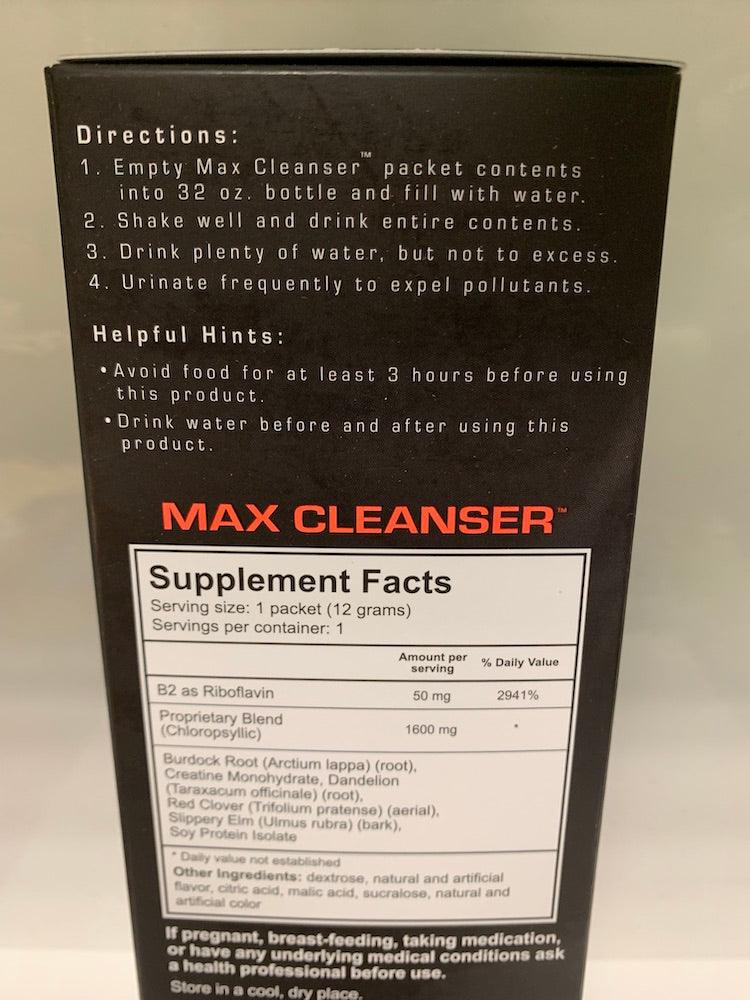 Directions:
1. Empty Max Cleanser™ packet contents
into 32 oz. bottle and fill with water.
2. Shake well and drink entire contents.
3. Drink plenty of water, but not to excess.
4. Urinate frequently to expel pollutants.
Helpful Hints:
• Avoid food for at least 3 hours before using
this product.
• Drink water before and after using this
product.
MAX CLEANSER™
Supplement Facts
Serving size: 1 packet (12 grams)
Servings per container: 1
Amount per serving % Daily Value
B2 as Riboflavin 50 mg 2941%
Proprietary Blend
(Chloropsyllic) 1600 mg *
Burdock Root (Arctium lappa) (root),
Creatine Monohydrate, Dandelion
(Taraxacum officinale) (root),
Red Clover (Trifolium pratense) (aerial),
Slippery Elm (Ulmus rubra) (bark),
Soy Protein Isolate
* Daily value not established
Other Ingredients: dextrose, natural and artificial
flavor, citric acid, malic acid, sucralose, natural and
artificial color
If pregnant, breast-feeding, taking medication,
or have any underlying medical conditions ask
a health professional before use.
Store in a cool, dry place.